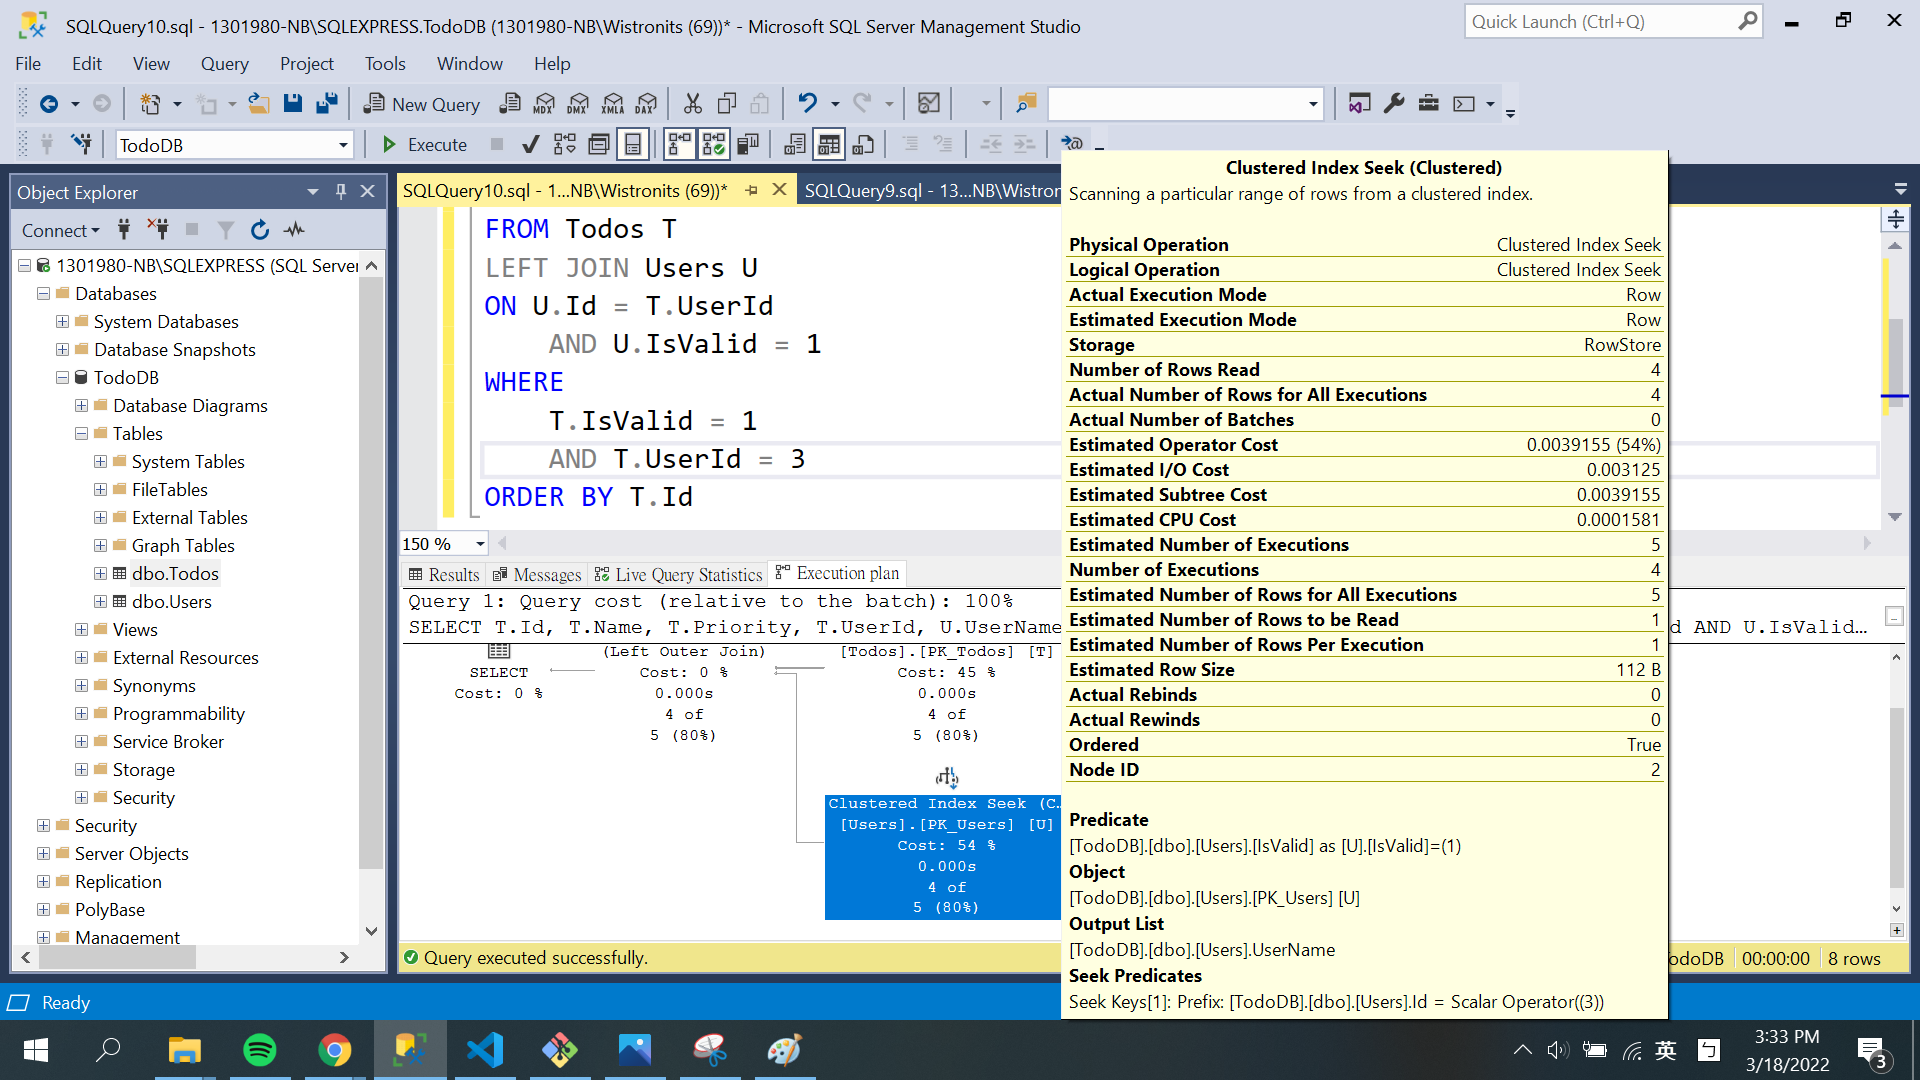 SQLQuery10.sql - 1301980-NB\SQLEXPRESS.TodoDB (1301980-NB\Wistronits (69))* - Microsoft SQL Server Management Studio
Quick Launch (Ctrl+Q)
File Edit View Query Project Tools Window Help
New Query MDX DMX XMLA DAX
TodoDB Execute
Object Explorer
Connect
1301980-NB\SQLEXPRESS (SQL Server
Databases
System Databases
Database Snapshots
TodoDB
Database Diagrams
Tables
System Tables
FileTables
External Tables
Graph Tables
dbo.Todos
dbo.Users
Views
External Resources
Synonyms
Programmability
Service Broker
Storage
Security
Security
Server Objects
Replication
PolyBase
Management
SQLQuery10.sql - 1...NB\Wistronits (69))* SQLQuery9.sql - 13...NB\Wistron
FROM Todos T
LEFT JOIN Users U
ON U.Id = T.UserId
AND U.IsValid = 1
WHERE
T.IsValid = 1
AND T.UserId = 3
ORDER BY T.Id
150 %
Results Messages Live Query Statistics Execution plan
Query 1: Query cost (relative to the batch): 100%
SELECT T.Id, T.Name, T.Priority, T.UserId, U.UserName d AND U.IsValid...
SELECT
Cost: 0 %
(Left Outer Join)
Cost: 0 %
0.000s
4 of
5 (80%)
[Todos].[PK_Todos] [T]
Cost: 45 %
0.000s
4 of
5 (80%)
Clustered Index Seek (C...
[Users].[PK_Users] [U]
Cost: 54 %
0.000s
4 of
5 (80%)
Clustered Index Seek (Clustered)
Scanning a particular range of rows from a clustered index.
Physical Operation Clustered Index Seek
Logical Operation Clustered Index Seek
Actual Execution Mode Row
Estimated Execution Mode Row
Storage RowStore
Number of Rows Read 4
Actual Number of Rows for All Executions 4
Actual Number of Batches 0
Estimated Operator Cost 0.0039155 (54%)
Estimated I/O Cost 0.003125
Estimated Subtree Cost 0.0039155
Estimated CPU Cost 0.0001581
Estimated Number of Executions 5
Number of Executions 4
Estimated Number of Rows for All Executions 5
Estimated Number of Rows to be Read 1
Estimated Number of Rows Per Execution 1
Estimated Row Size 112 B
Actual Rebinds 0
Actual Rewinds 0
Ordered True
Node ID 2
Predicate
[TodoDB].[dbo].[Users].[IsValid] as [U].[IsValid]=(1)
Object
[TodoDB].[dbo].[Users].[PK_Users] [U]
Output List
[TodoDB].[dbo].[Users].UserName
Seek Predicates
Seek Keys[1]: Prefix: [TodoDB].[dbo].[Users].Id = Scalar Operator((3))
Query executed successfully. odoDB 00:00:00 8 rows
Ready
英 ㄅ
3:33 PM
3/18/2022
3